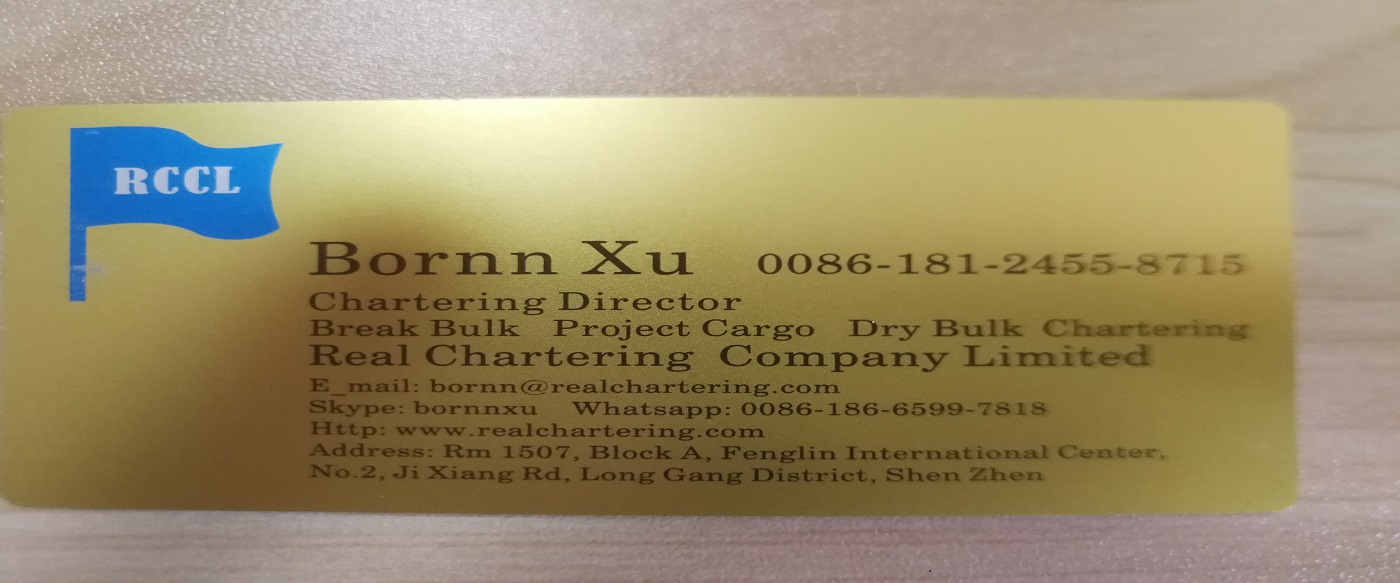 RCCL
Bornn Xu 0086-181-2455-8715
Chartering Director
Break Bulk Project Cargo Dry Bulk Chartering
Real Chartering Company Limited
E_mail: bornn@realchartering.com
Skype: bornnxu Whatsapp: 0086-186-6599-7818
Http: www.realchartering.com
Address: Rm 1507, Block A, Fenglin International Center,
No.2, Ji Xiang Rd, Long Gang District, Shen Zhen